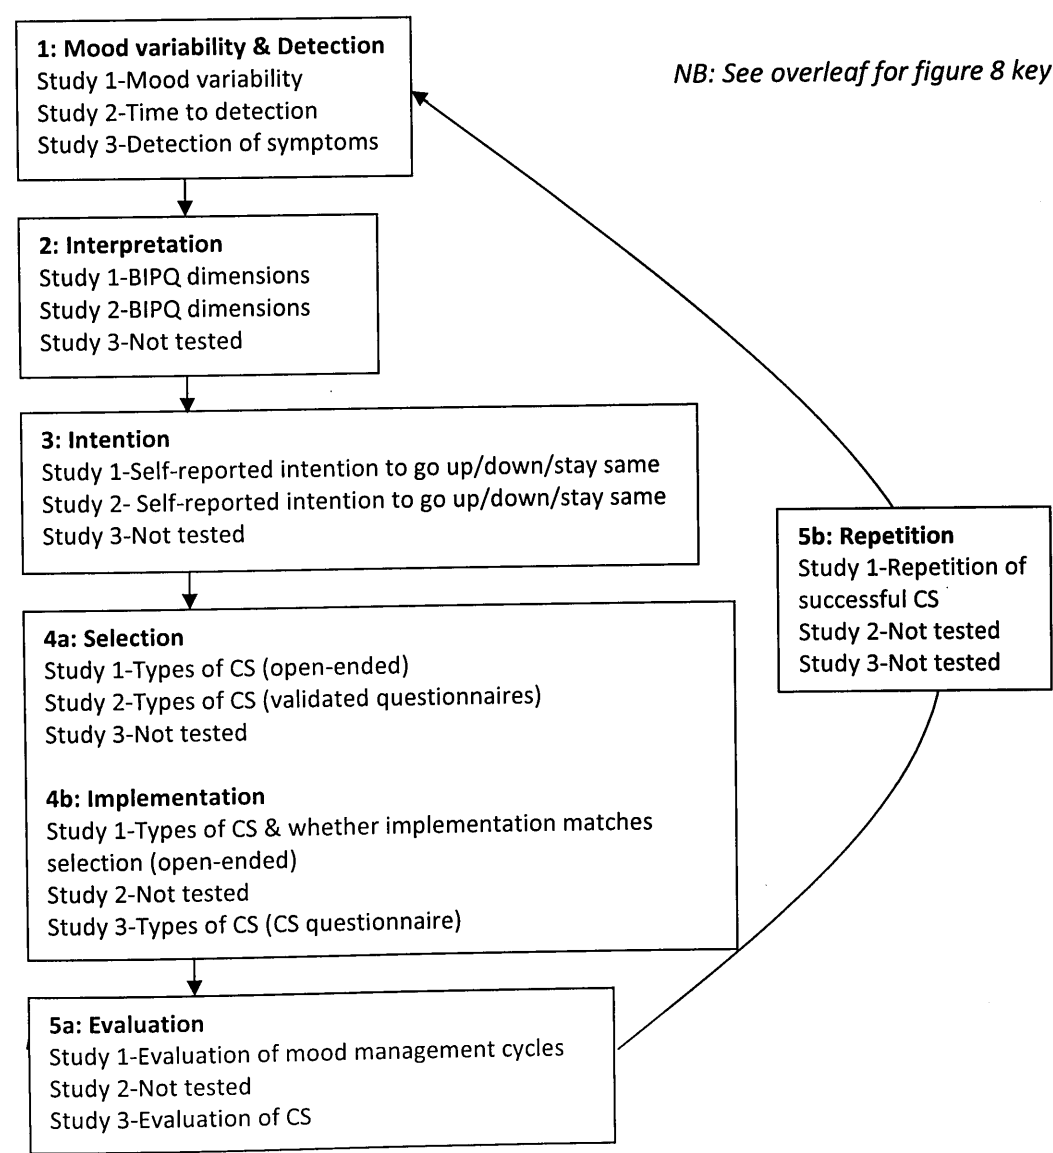 1: Mood variability & Detection
Study 1-Mood variability
Study 2-Time to detection
Study 3-Detection of symptoms
NB: See overleaf for figure 8 key
2: Interpretation
Study 1-BIPQ dimensions
Study 2-BIPQ dimensions
Study 3-Not tested
3: Intention
Study 1-Self-reported intention to go up/down/stay same
Study 2- Self-reported intention to go up/down/stay same
Study 3-Not tested
4a: Selection
Study 1-Types of CS (open-ended)
Study 2-Types of CS (validated questionnaires)
Study 3-Not tested
4b: Implementation
Study 1-Types of CS & whether implementation matches
selection (open-ended)
Study 2-Not tested
Study 3-Types of CS (CS questionnaire)
5a: Evaluation
Study 1-Evaluation of mood management cycles
Study 2-Not tested
Study 3-Evaluation of CS
5b: Repetition
Study 1-Repetition of
successful CS
Study 2-Not tested
Study 3-Not tested